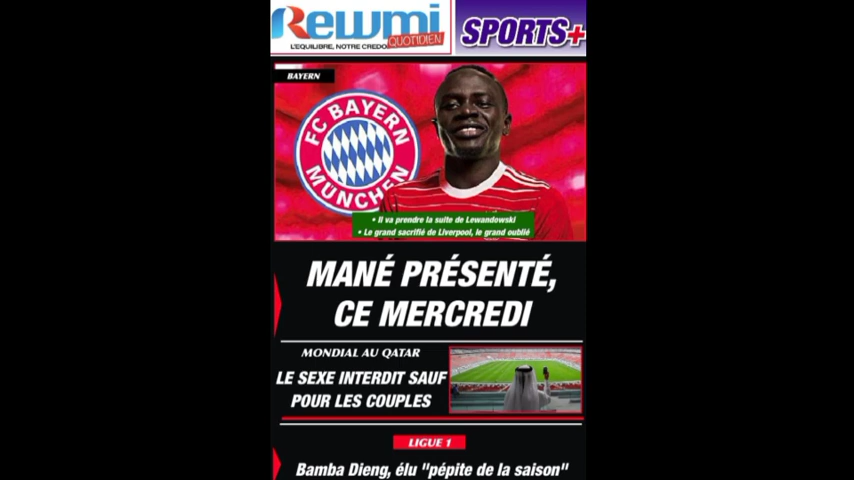 Rewmi
QUOTIDIEN
L'EQUILIBRE, NOTRE CREDO
SPORTS+
BAYERN
FC BAYERN
MÜNCHEN
• Il va prendre la suite de Lewandowski
• Le grand sacrifié de Liverpool, le grand oublié
MANÉ PRÉSENTÉ,
CE MERCREDI
MONDIAL AU QATAR
LE SEXE INTERDIT SAUF
POUR LES COUPLES
LIGUE 1
Bamba Dieng, élu "pépite de la saison"